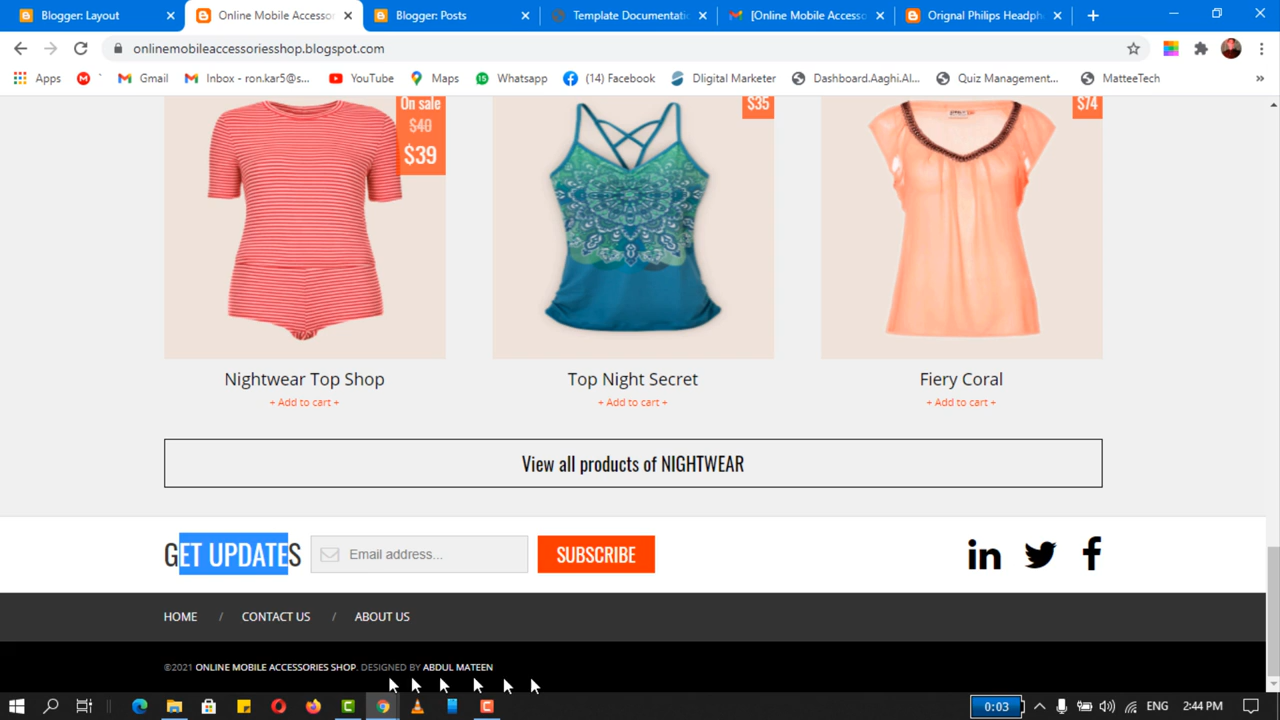 Blogger: Layout
Online Mobile Accessor
Blogger: Posts
Template Documentatio
[Online Mobile Accesso
Orignal Philips Headph
onlinemobileaccessoriesshop.blogspot.com
Apps
Gmail
Inbox - ron.kar5@s...
YouTube
Maps
Whatsapp
(14) Facebook
DIigital Marketer
Dashboard.Aaghi.Al...
Quiz Management...
MatteeTech
On sale
$40
$39
$35
$74
Nightwear Top Shop
Top Night Secret
Fiery Coral
+ Add to cart +
+ Add to cart +
+ Add to cart +
View all products of NIGHTWEAR
GET UPDATES
Email address...
SUBSCRIBE
HOME / CONTACT US / ABOUT US
©2021 ONLINE MOBILE ACCESSORIES SHOP. DESIGNED BY ABDUL MATEEN
0:03
ENG
2:44 PM